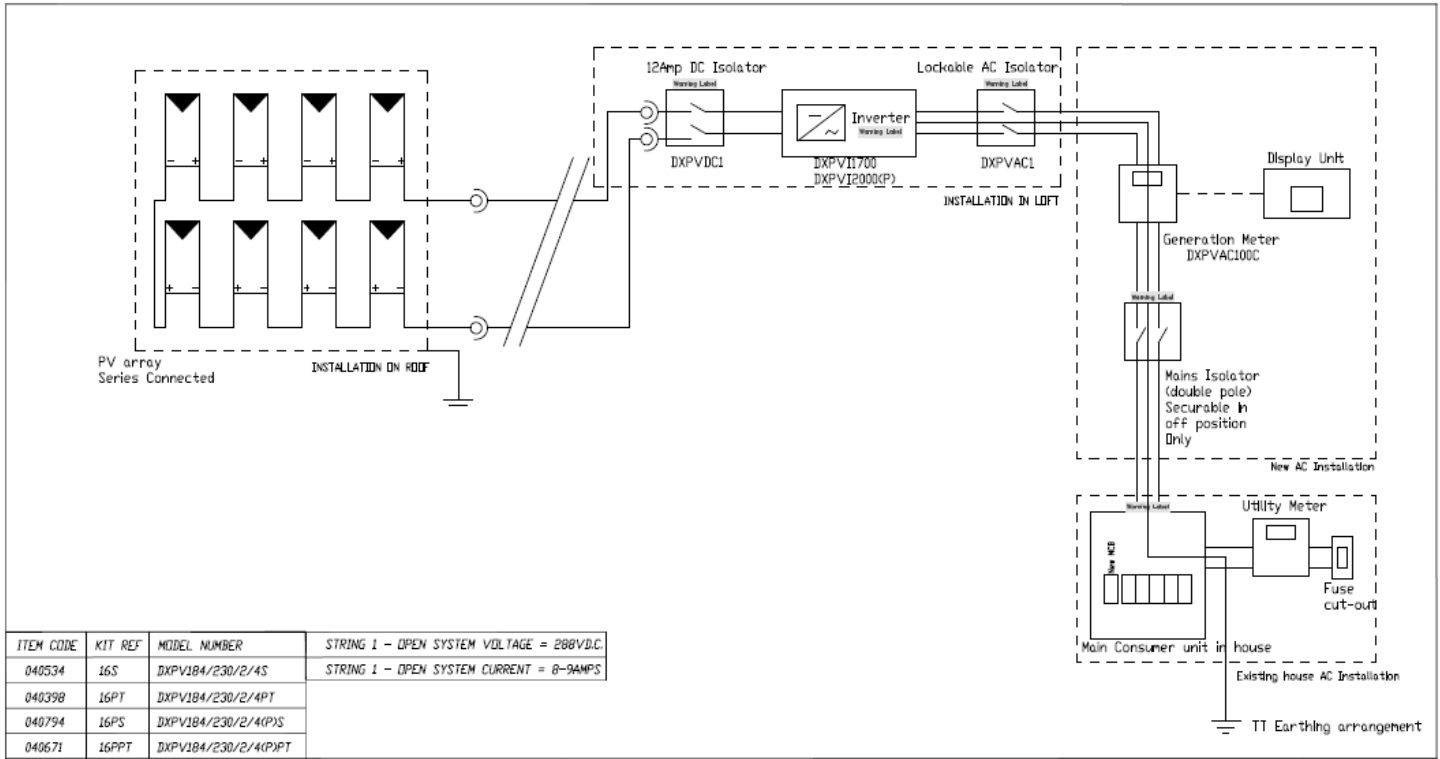 12Amp DC Isolator
Warning Label
DXPVDC1
Inverter
Warning Label
DXPVI1700
DXPVI2000(P)
Lockable AC Isolator
Warning Label
DXPVAC1
INSTALLATION IN LOFT
- +
- +
- +
- +
+ -
+ -
+ -
+ -
PV array
Series Connected
INSTALLATION ON ROOF
Display Unit
Generation Meter
DXPVAC100C
Warning Label
Mains Isolator
(double pole)
Securable In
off position
Only
New AC Installation
Warning Label
Utility Meter
New MCB
Fuse
cut-out
Main Consumer unit in house
Existing house AC Installation
TT Earthing arrangement
ITEM CODE KIT REF MODEL NUMBER
040534 16S DXPV184/230/2/4S
040398 16PT DXPV184/230/2/4PT
040794 16PS DXPV184/230/2/4(P)S
040671 16PPT DXPV184/230/2/4(P)PT
STRING 1 - OPEN SYSTEM VOLTAGE = 288VD.C.
STRING 1 - OPEN SYSTEM CURRENT = 8-9AMPS